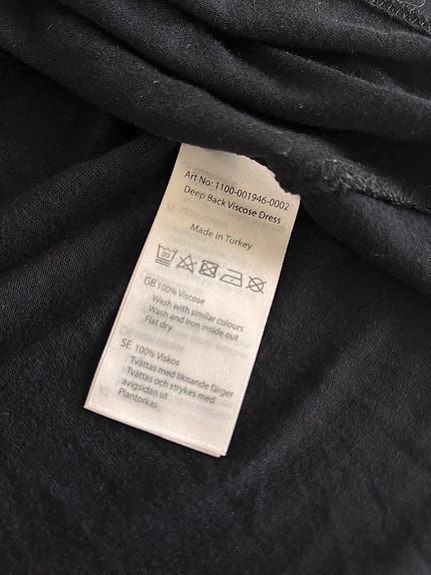 Art No: 1100-001946-0002
Deep Back Viscose Dress
Made in Turkey
30
GB 100% Viscose
Wash with similar colours
Wash and iron inside out
Flat dry
SE 100% Viskos
Tvättas med liknande färger
Tvättas och strykes med
avigsidan ut
Plantorkas